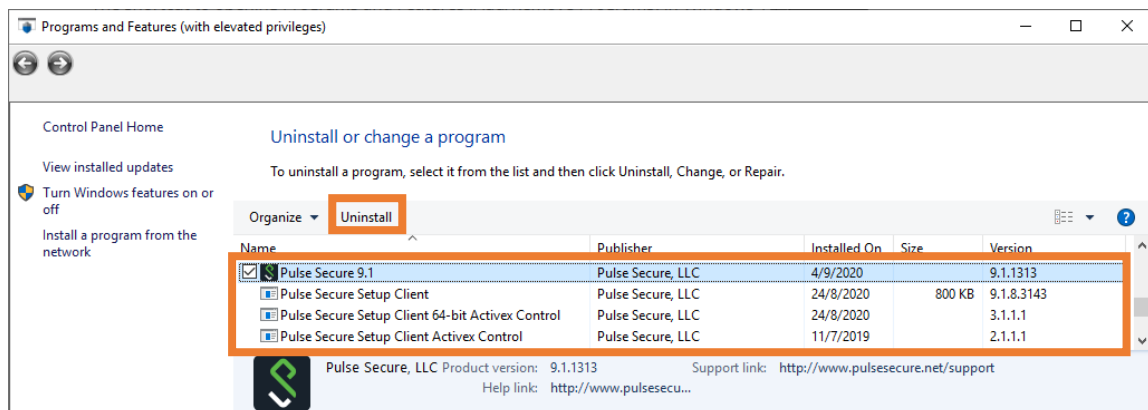 Programs and Features (with elevated privileges)
Control Panel Home
View installed updates
Turn Windows features on or
off
Install a program from the
network
Uninstall or change a program
To uninstall a program, select it from the list and then click Uninstall, Change, or Repair.
Organize Uninstall
Name Publisher Installed On Size Version
Pulse Secure 9.1 Pulse Secure, LLC 4/9/2020 9.1.1313
Pulse Secure Setup Client Pulse Secure, LLC 24/8/2020 800 KB 9.1.8.3143
Pulse Secure Setup Client 64-bit Activex Control Pulse Secure, LLC 24/8/2020 3.1.1.1
Pulse Secure Setup Client Activex Control Pulse Secure, LLC 11/7/2019 2.1.1.1
Pulse Secure, LLC Product version: 9.1.1313 Support link: http://www.pulsesecure.net/support
Help link: http://www.pulsesecu...